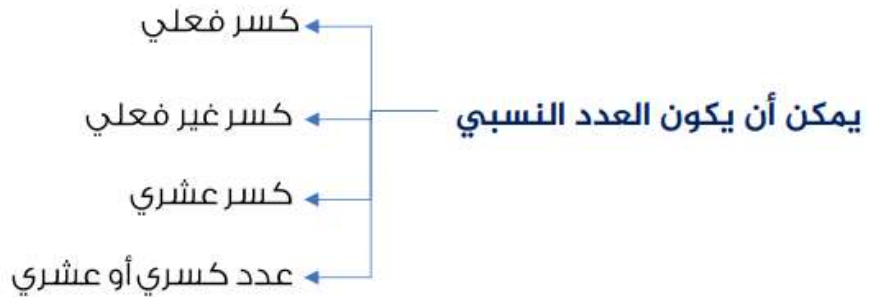 يمكن أن يكون العدد النسبي
كسر فعلي
كسر غير فعلي
كسر عشري
عدد كسري أو عشري